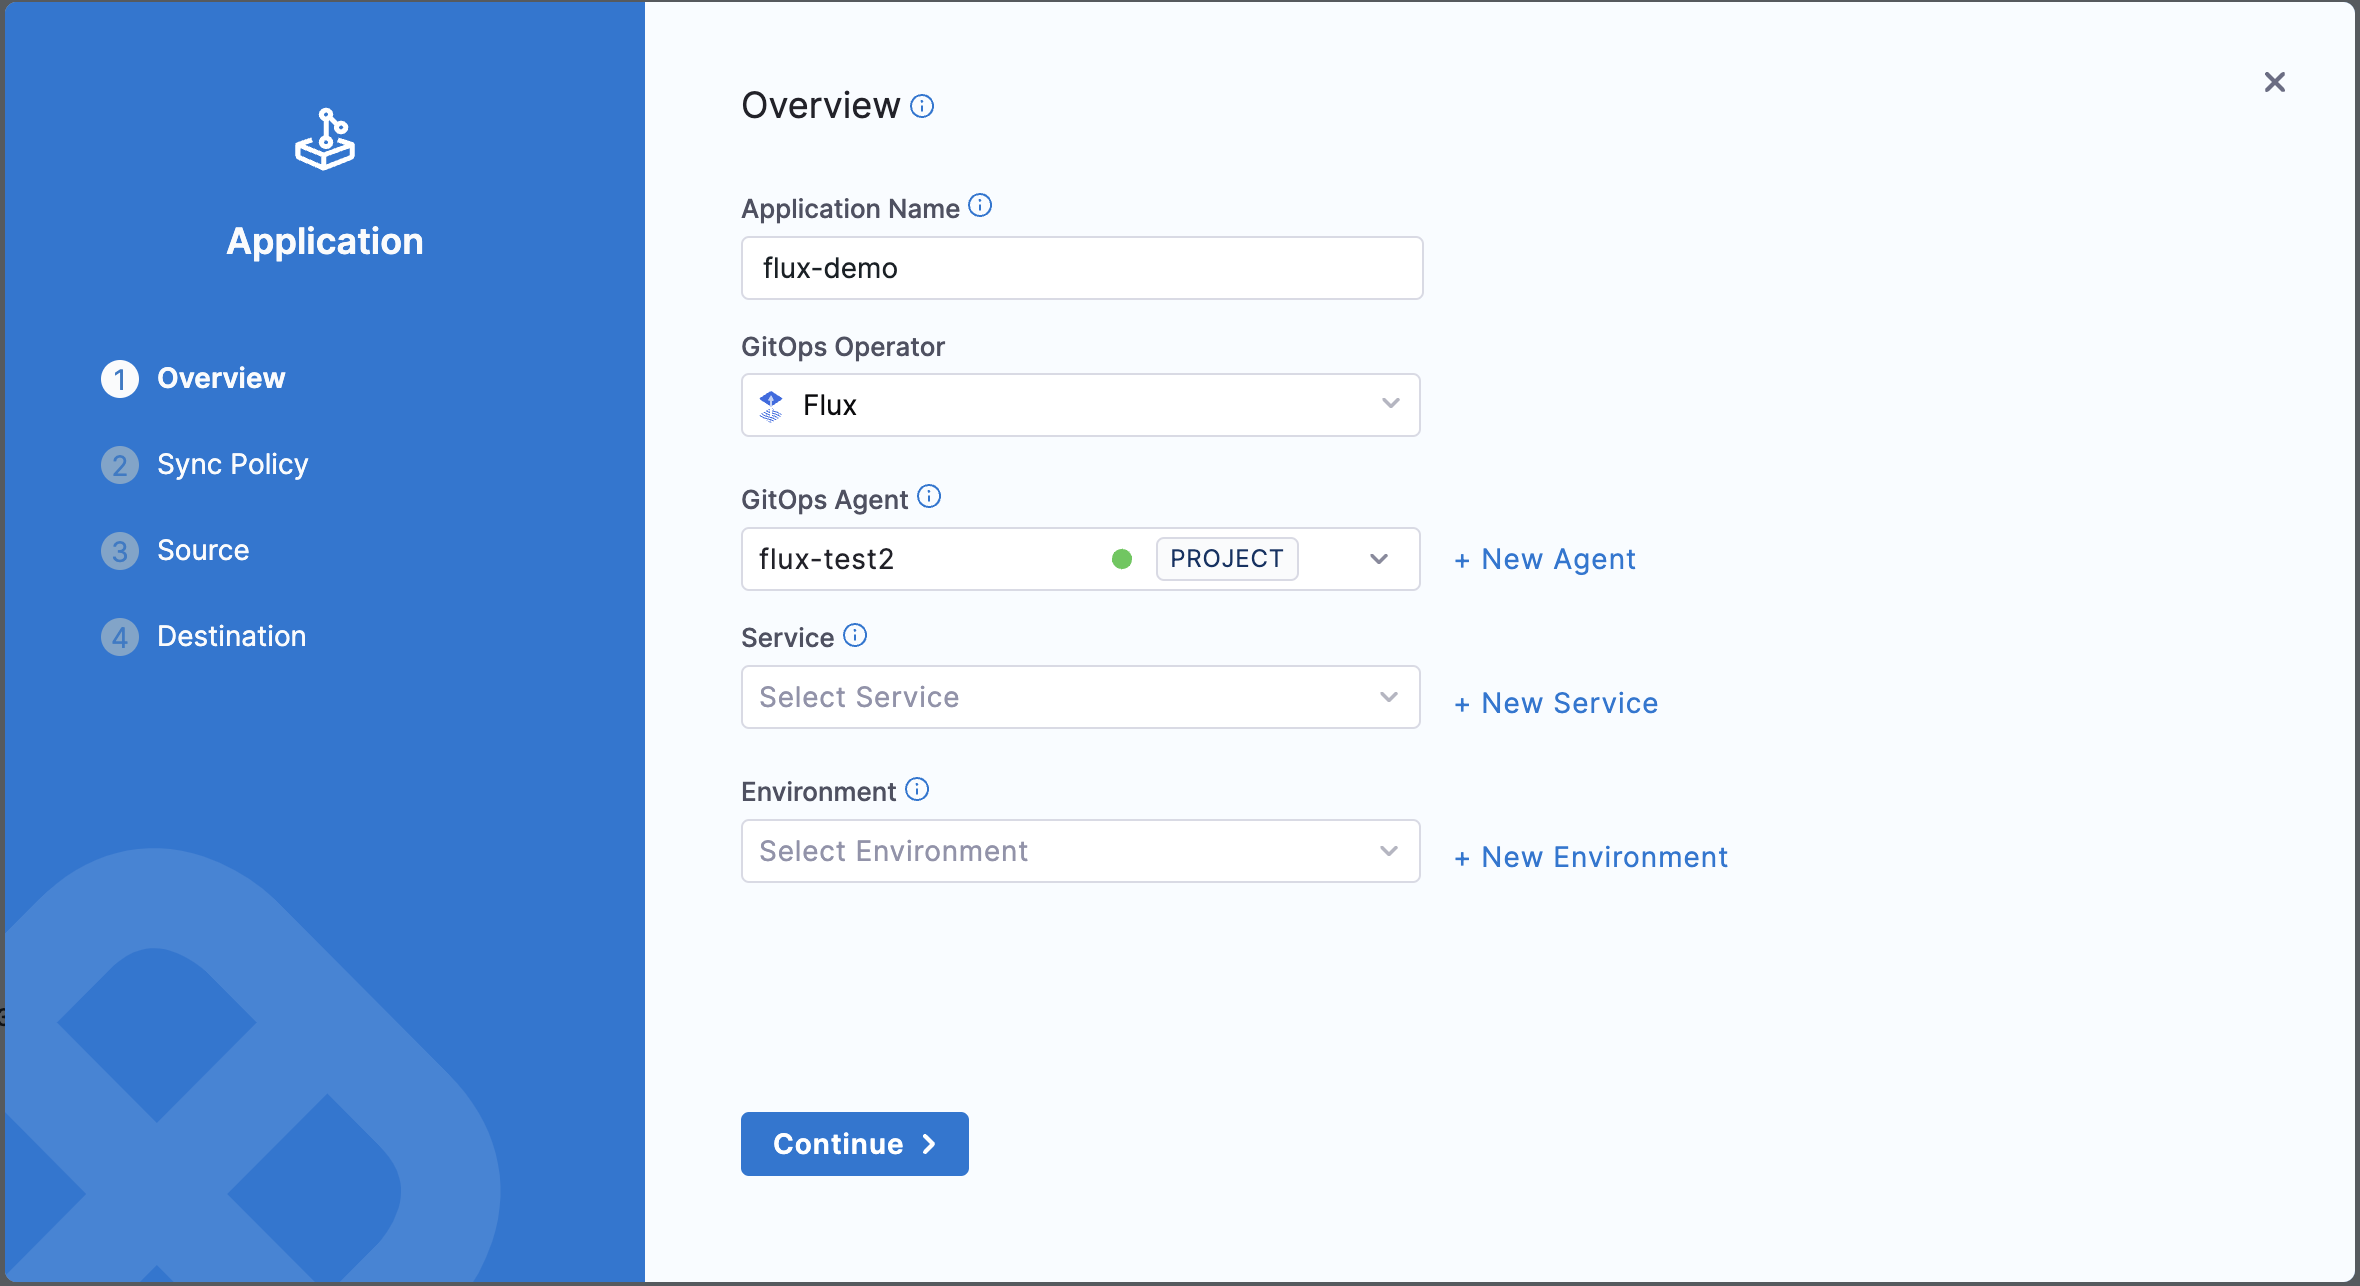 Application
1 Overview
2 Sync Policy
3 Source
4 Destination
Overview
Application Name
flux-demo
GitOps Operator
Flux
GitOps Agent
flux-test2 PROJECT
+ New Agent
Service
Select Service
+ New Service
Environment
Select Environment
+ New Environment
Continue